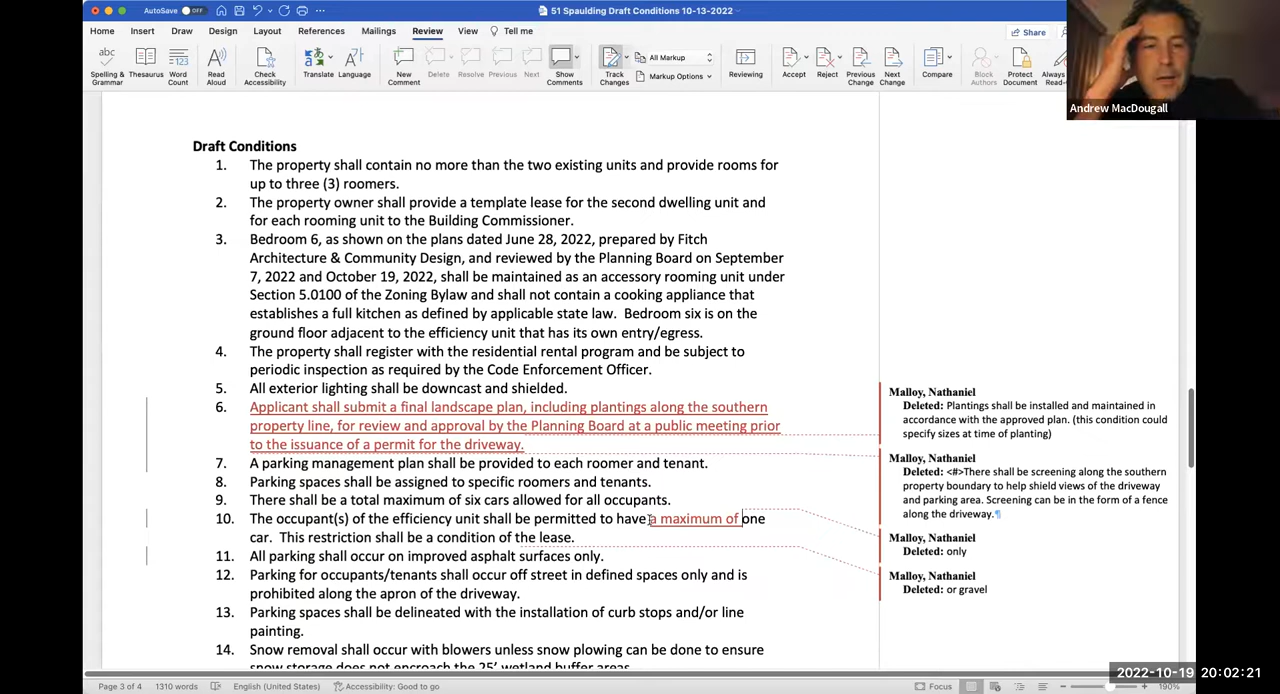 AutoSave OFF
51 Spaulding Draft Conditions 10-13-2022
Home Insert Draw Design Layout References Mailings Review View Tell me
Share
Spelling & Grammar
Thesaurus
Word Count
Read Aloud
Check Accessibility
Translate
Language
New Comment
Delete
Resolve
Previous
Next
Show Comments
Track Changes
All Markup
Markup Options
Reviewing
Accept
Reject
Previous Change
Next Change
Compare
Block Authors
Protect Document
Always
Read-
Andrew MacDougall
Draft Conditions
1. The property shall contain no more than the two existing units and provide rooms for
up to three (3) roomers.
2. The property owner shall provide a template lease for the second dwelling unit and
for each rooming unit to the Building Commissioner.
3. Bedroom 6, as shown on the plans dated June 28, 2022, prepared by Fitch
Architecture & Community Design, and reviewed by the Planning Board on September
7, 2022 and October 19, 2022, shall be maintained as an accessory rooming unit under
Section 5.0100 of the Zoning Bylaw and shall not contain a cooking appliance that
establishes a full kitchen as defined by applicable state law.  Bedroom six is on the
ground floor adjacent to the efficiency unit that has its own entry/egress.
4. The property shall register with the residential rental program and be subject to
periodic inspection as required by the Code Enforcement Officer.
5. All exterior lighting shall be downcast and shielded.
6. Applicant shall submit a final landscape plan, including plantings along the southern
property line, for review and approval by the Planning Board at a public meeting prior
to the issuance of a permit for the driveway.
7. A parking management plan shall be provided to each roomer and tenant.
8. Parking spaces shall be assigned to specific roomers and tenants.
9. There shall be a total maximum of six cars allowed for all occupants.
10. The occupant(s) of the efficiency unit shall be permitted to have a maximum of one
car.  This restriction shall be a condition of the lease.
11. All parking shall occur on improved asphalt surfaces only.
12. Parking for occupants/tenants shall occur off street in defined spaces only and is
prohibited along the apron of the driveway.
13. Parking spaces shall be delineated with the installation of curb stops and/or line
painting.
14. Snow removal shall occur with blowers unless snow plowing can be done to ensure
snow storage does not encroach the 25' wetland buffer areas.
Malloy, Nathaniel
Deleted: Plantings shall be installed and maintained in
accordance with the approved plan. (this condition could
specify sizes at time of planting)
Malloy, Nathaniel
Deleted: <#>There shall be screening along the southern
property boundary to help shield views of the driveway
and parking area. Screening can be in the form of a fence
along the driveway.¶
Malloy, Nathaniel
Deleted: only
Malloy, Nathaniel
Deleted: or gravel
Page 3 of 4 1310 words English (United States) Accessibility: Good to go
Focus 190%
2022-10-19 20:02:21